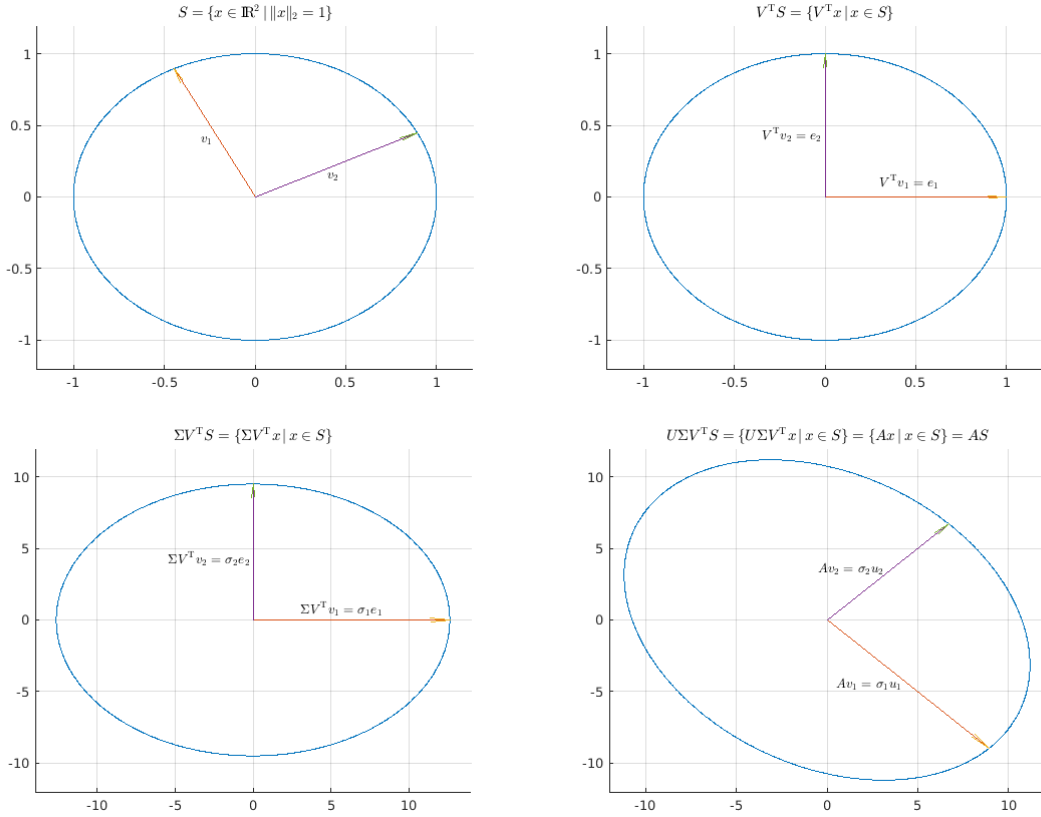 S = {x ∈ ℝ² | ‖x‖₂ = 1}
1
0.5
0
-0.5
-1
v₁
v₂
-1 -0.5 0 0.5 1
VᵀS = {Vᵀx | x ∈ S}
1
0.5
0
-0.5
-1
Vᵀv₂ = e₂
Vᵀv₁ = e₁
-1 -0.5 0 0.5 1
ΣVᵀS = {ΣVᵀx | x ∈ S}
10
5
0
-5
-10
ΣVᵀv₂ = σ₂e₂
ΣVᵀv₁ = σ₁e₁
-10 -5 0 5 10
UΣVᵀS = {UΣVᵀx | x ∈ S} = {Ax | x ∈ S} = AS
10
5
0
-5
-10
Av₂ = σ₂u₂
Av₁ = σ₁u₁
-10 -5 0 5 10